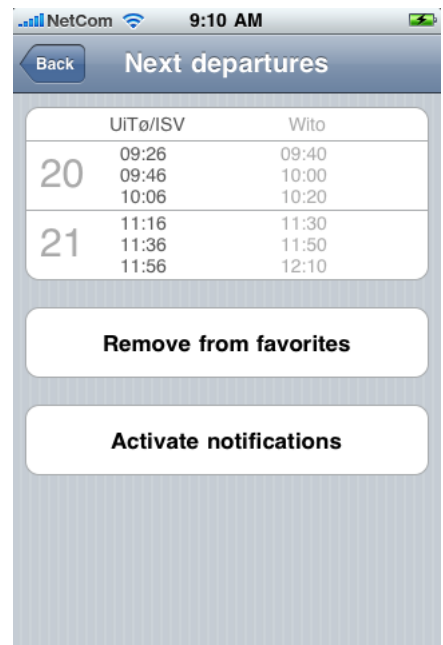 NetCom 9:10 AM
Back Next departures
UiTø/ISV Wito
20
09:26 09:40
09:46 10:00
10:06 10:20
21
11:16 11:30
11:36 11:50
11:56 12:10
Remove from favorites
Activate notifications